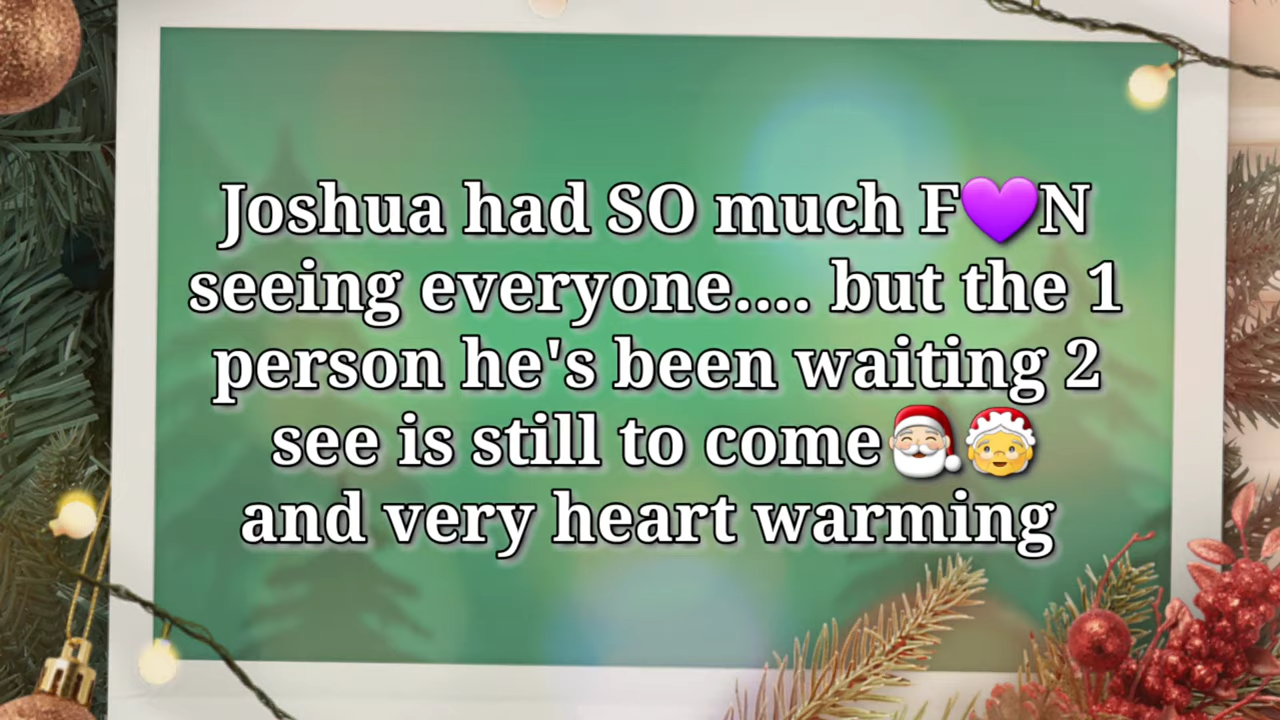 Joshua had SO much F💜N
seeing everyone.... but the 1
person he's been waiting 2
see is still to come🎅🤶
and very heart warming